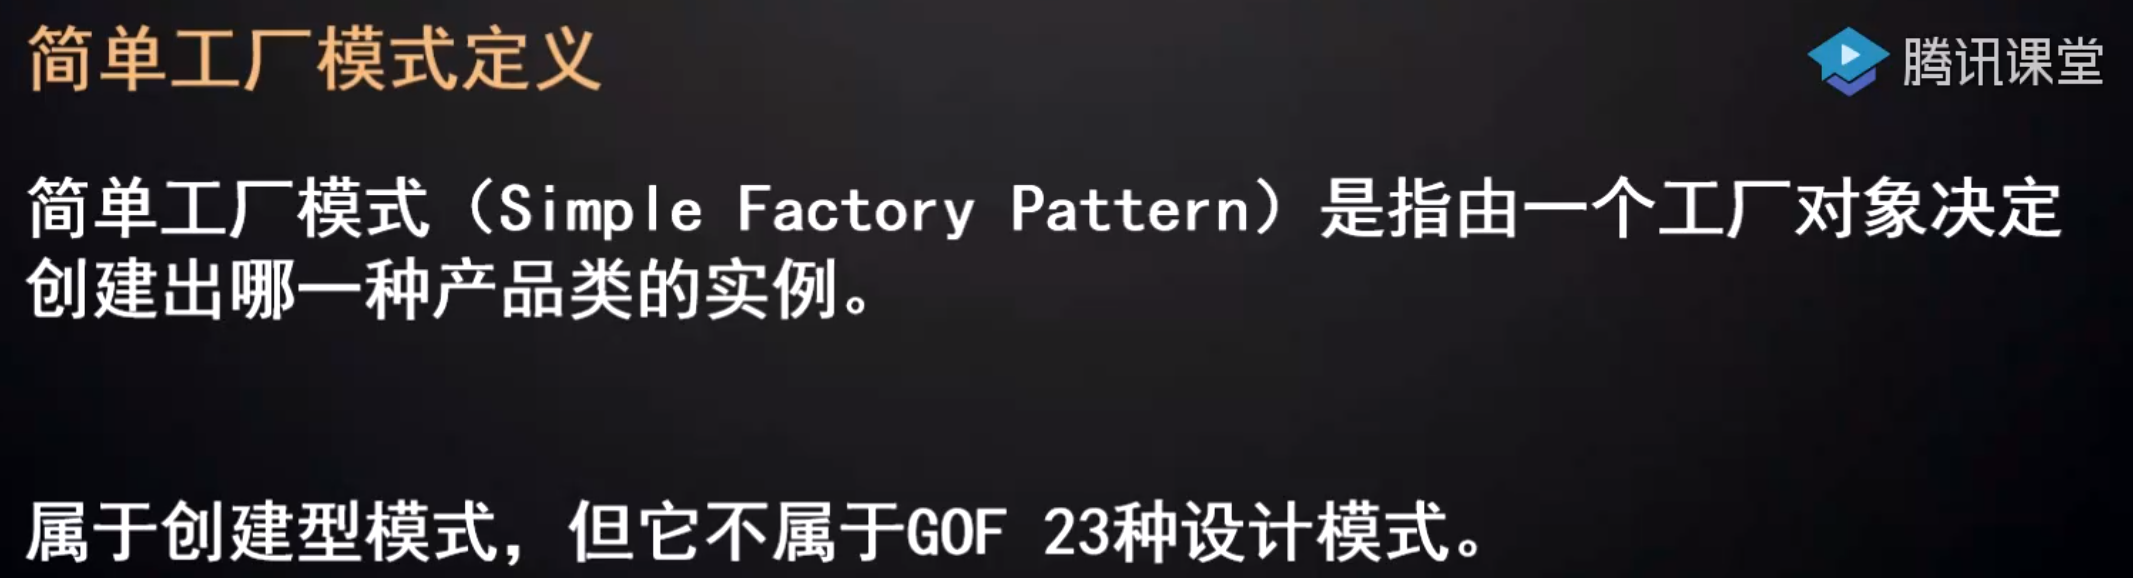 简单工厂模式定义
腾讯课堂
简单工厂模式（Simple Factory Pattern）是指由一个工厂对象决定
创建出哪一种产品类的实例。
属于创建型模式，但它不属于GOF 23种设计模式。